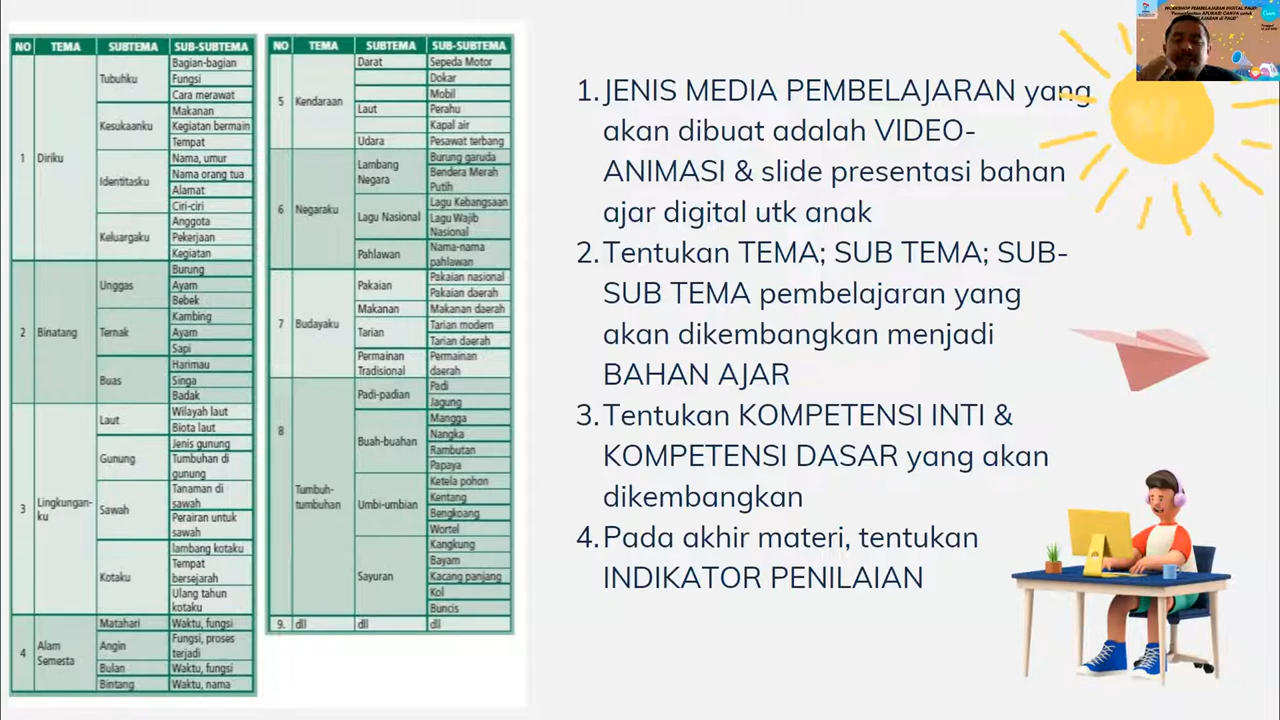 WORKSHOP PEMBELAJARAN DIGITAL PAUD:
NO TEMA SUBTEMA SUB-SUBTEMA
1 Diriku Tubuhku Bagian-bagian
Fungsi
Cara merawat
Kesukaanku Makanan
Kegiatan bermain
Tempat
Identitasku Nama, umur
Nama orang tua
Alamat
Ciri-ciri
Keluargaku Anggota
Pekerjaan
Kegiatan
2 Binatang Unggas Burung
Ayam
Bebek
Ternak Kambing
Ayam
Sapi
Buas Harimau
Singa
Badak
3 Lingkungan-
ku Laut Wilayah laut
Biota laut
Gunung Jenis gunung
Tumbuhan di
gunung
Sawah Tanaman di
sawah
Perairan untuk
sawah
Kotaku lambang kotaku
Tempat
bersejarah
Ulang tahun
kotaku
4 Alam
Semesta Matahari Waktu, fungsi
Angin Fungsi, proses
terjadi
Bulan Waktu, fungsi
Bintang Waktu, nama
NO TEMA SUBTEMA SUB-SUBTEMA
5 Kendaraan Darat Sepeda Motor
Dokar
Mobil
Laut Perahu
Kapal air
Udara Pesawat terbang
6 Negaraku Lambang
Negara Burung garuda
Bendera Merah
Putih
Lagu Nasional Lagu Kebangsaan
Lagu Wajib
Nasional
Pahlawan Nama-nama
pahlawan
7 Budayaku Pakaian Pakaian nasional
Pakaian daerah
Makanan Makanan daerah
Tarian Tarian modern
Tarian daerah
Permainan
Tradisional Permainan
daerah
8 Tumbuh-
tumbuhan Padi-padian Padi
Jagung
Buah-buahan Mangga
Nangka
Rambutan
Papaya
Umbi-umbian Ketela pohon
Kentang
Bengkoang
Wortel
Sayuran Kangkung
Bayam
Kacang panjang
Kol
Buncis
9. dll dll dll
1. JENIS MEDIA PEMBELAJARAN yang
akan dibuat adalah VIDEO-
ANIMASI & slide presentasi bahan
ajar digital utk anak
2. Tentukan TEMA; SUB TEMA; SUB-
SUB TEMA pembelajaran yang
akan dikembangkan menjadi
BAHAN AJAR
3. Tentukan KOMPETENSI INTI &
KOMPETENSI DASAR yang akan
dikembangkan
4. Pada akhir materi, tentukan
INDIKATOR PENILAIAN